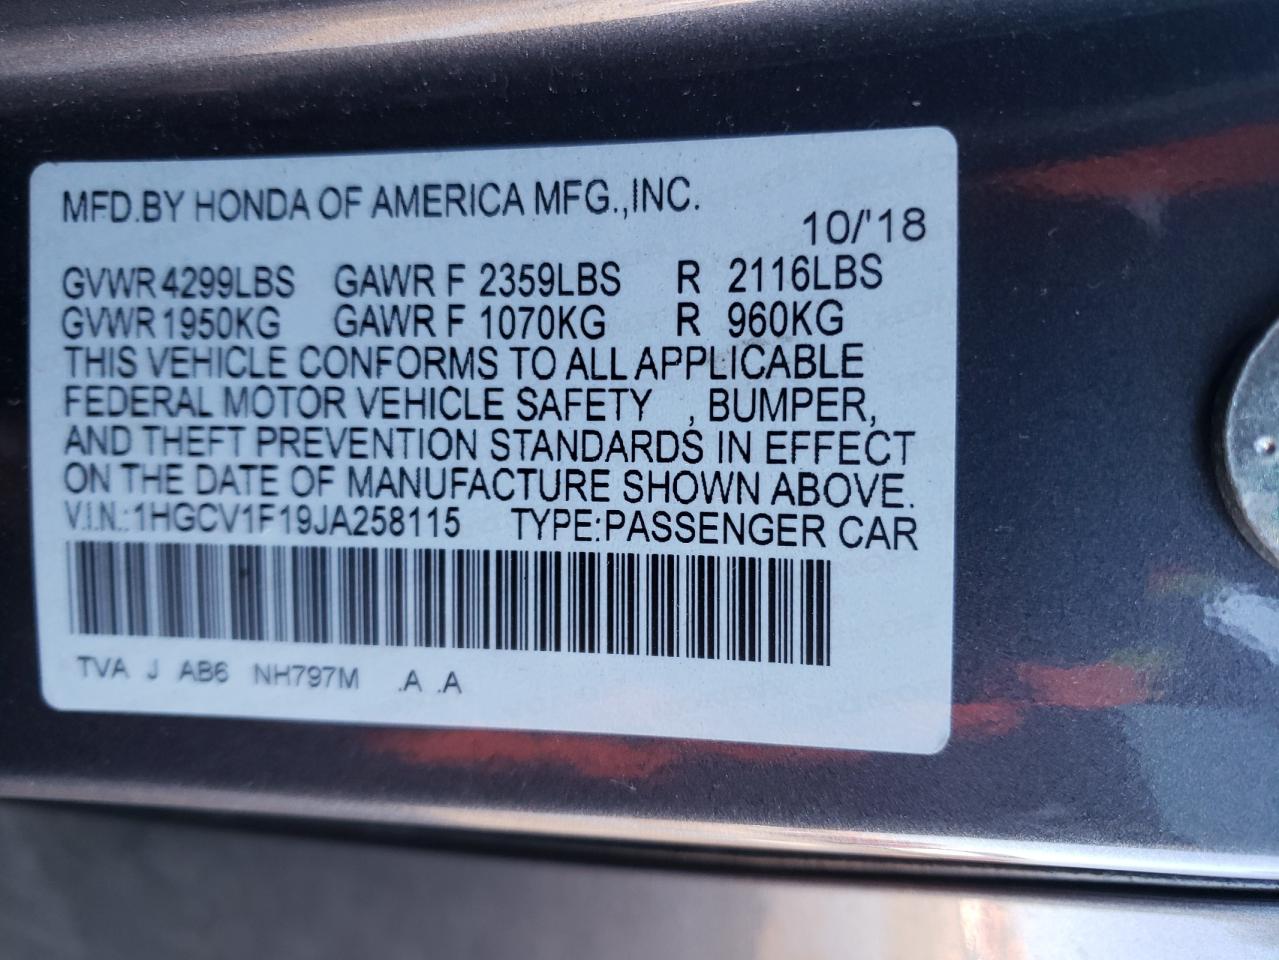 MFD.BY HONDA OF AMERICA MFG.,INC.
10/'18
GVWR 4299LBS GAWR F 2359LBS R 2116LBS
GVWR 1950KG GAWR F 1070KG R 960KG
THIS VEHICLE CONFORMS TO ALL APPLICABLE
FEDERAL MOTOR VEHICLE SAFETY , BUMPER,
AND THEFT PREVENTION STANDARDS IN EFFECT
ON THE DATE OF MANUFACTURE SHOWN ABOVE.
V.I.N.:1HGCV1F19JA258115 TYPE:PASSENGER CAR
TVA J AB6 NH797M .A .A